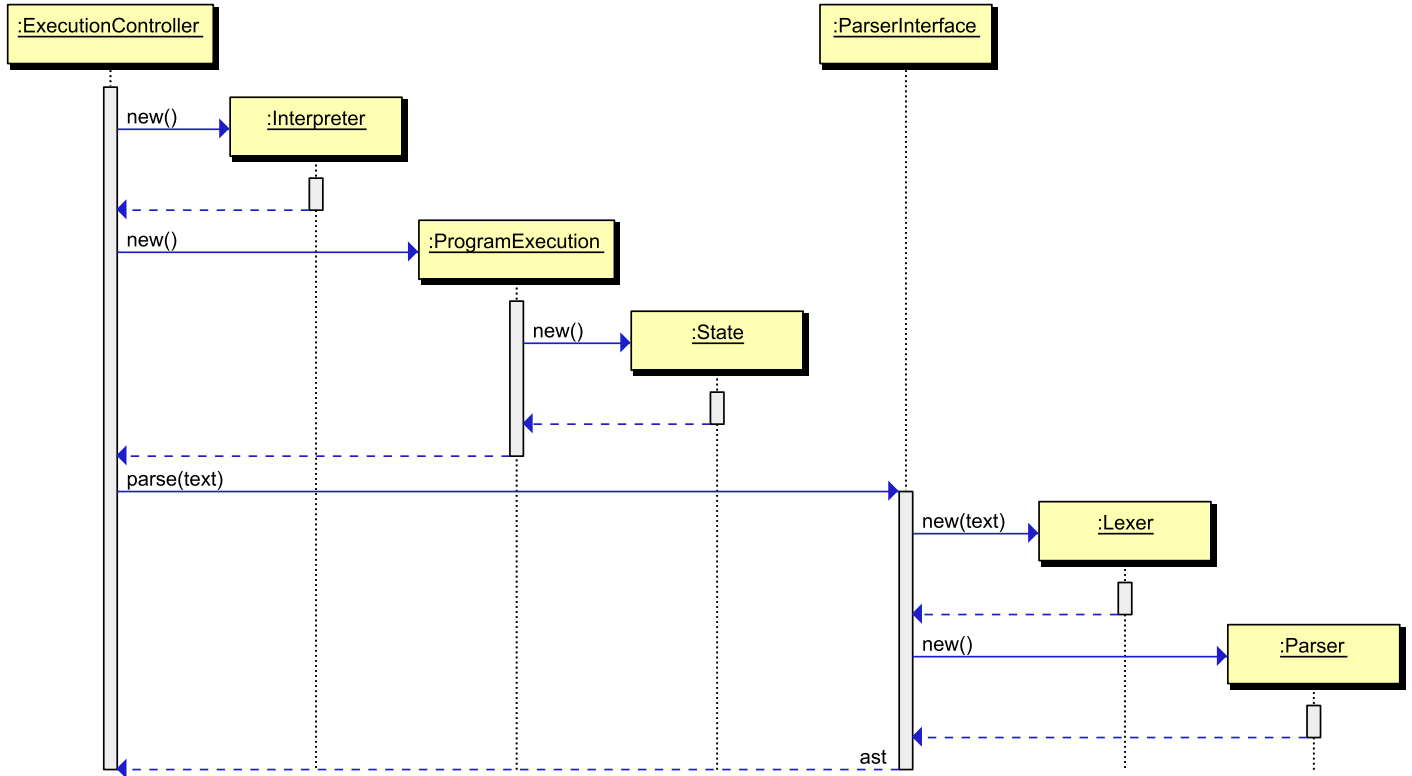 :ExecutionController
:ParserInterface
new()
:Interpreter
new()
:ProgramExecution
new()
:State
parse(text)
new(text)
:Lexer
new()
:Parser
ast